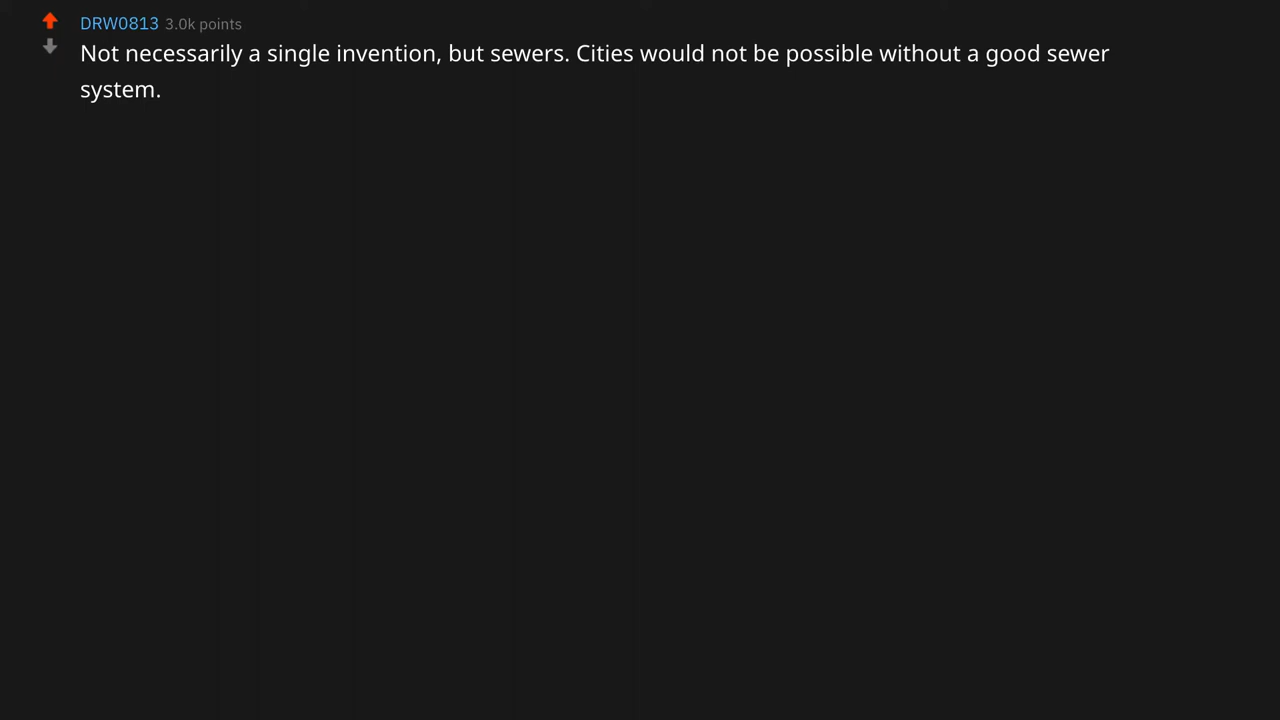 DRW0813 3.0k points
Not necessarily a single invention, but sewers. Cities would not be possible without a good sewer
system.